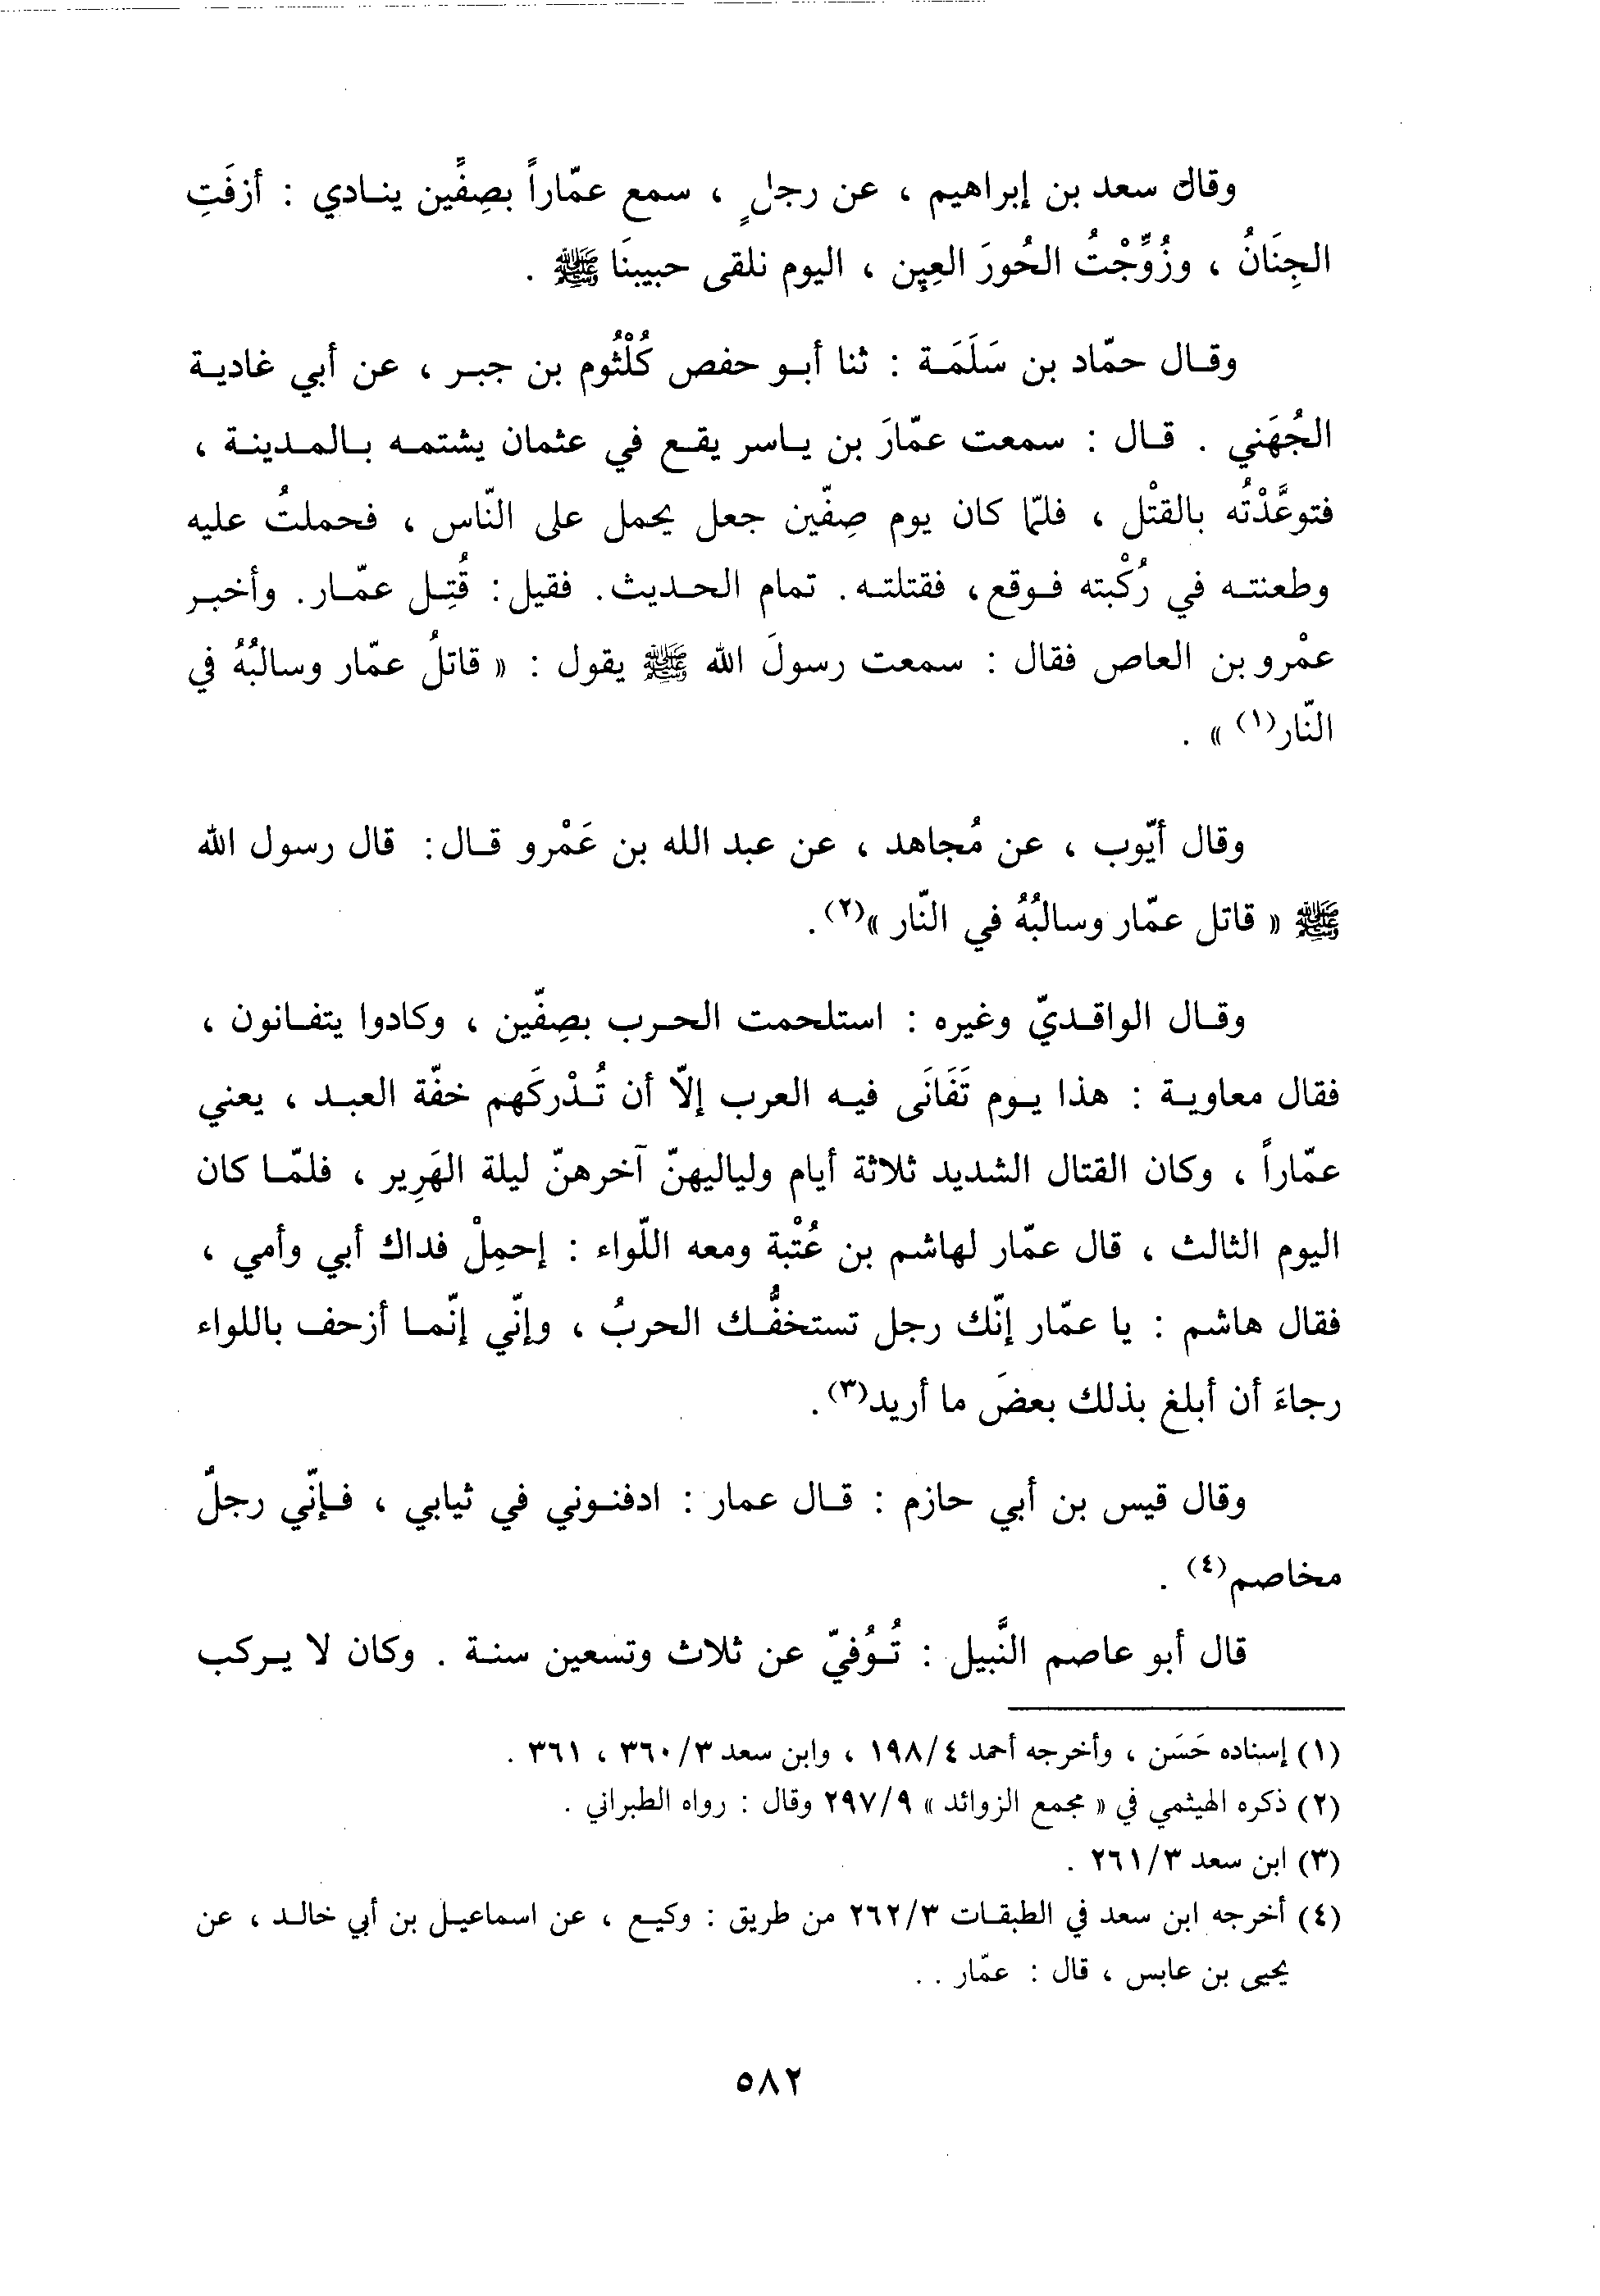 وقال سعد بن إبراهيم ، عن رجلٍ ، سمع عمّاراً بصِفِّين ينادي : أزفَتِ
الجِنَانُ ، وزُوِّجْتُ الحُورَ العِين ، اليوم نلقى حبيبنَا ﷺ .
وقال حمّاد بن سَلَمَة : ثنا أبو حفص كُلْثُوم بن جبر ، عن أبي غادية
الجُهَني . قال : سمعت عمّارَ بن ياسر يقع في عثمان يشتمه بالمدينة ،
فتوعَّدْتُه بالقتْل ، فلمّا كان يوم صِفّين جعل يحمل على النّاس ، فحملتُ عليه
وطعنته في رُكْبته فوقع ، فقتلته . تمام الحديث . فقيل : قُتِل عمّار . وأخبر
عمْرو بن العاص فقال : سمعت رسولَ الله ﷺ يقول : « قاتلُ عمّار وسالبُهُ في
النّار(١) » .
وقال أيّوب ، عن مُجاهد ، عن عبد الله بن عَمْرو قال : قال رسول الله
ﷺ « قاتل عمّار وسالبُهُ في النّار »(٢) .
وقال الواقديّ وغيره : استلحمت الحرب بصِفّين ، وكادوا يتفانون ،
فقال معاوية : هذا يوم تَفَانَى فيه العرب إلّا أن تُدْركَهم خفّة العبد ، يعني
عمّاراً ، وكان القتال الشديد ثلاثة أيام ولياليهنّ آخرهنّ ليلة الهَرِير ، فلمّا كان
اليوم الثالث ، قال عمّار لهاشم بن عُتْبة ومعه اللّواء : إحمِلْ فداك أبي وأمي ،
فقال هاشم : يا عمّار إنّك رجل تستخفُّك الحربُ ، وإنّي إنّما أزحف باللواء
رجاءَ أن أبلغ بذلك بعضَ ما أريد(٣) .
وقال قيس بن أبي حازم : قال عمار : ادفنوني في ثيابي ، فإنّي رجلٌ
مخاصم(٤) .
قال أبو عاصم النَّبيل : تُوُفيّ عن ثلاث وتسعين سنة . وكان لا يركب
(١) إسناده حَسَن ، وأخرجه أحمد ٤/١٩٨ ، وابن سعد ٣/٣٦٠ ، ٣٦١ .
(٢) ذكره الهيثمي في « مجمع الزوائد » ٩/٢٩٧ وقال : رواه الطبراني .
(٣) ابن سعد ٣/٢٦١ .
(٤) أخرجه ابن سعد في الطبقات ٣/٢٦٢ من طريق : وكيع ، عن اسماعيل بن أبي خالد ، عن
يحيى بن عابس ، قال : عمّار . .
٥٨٢